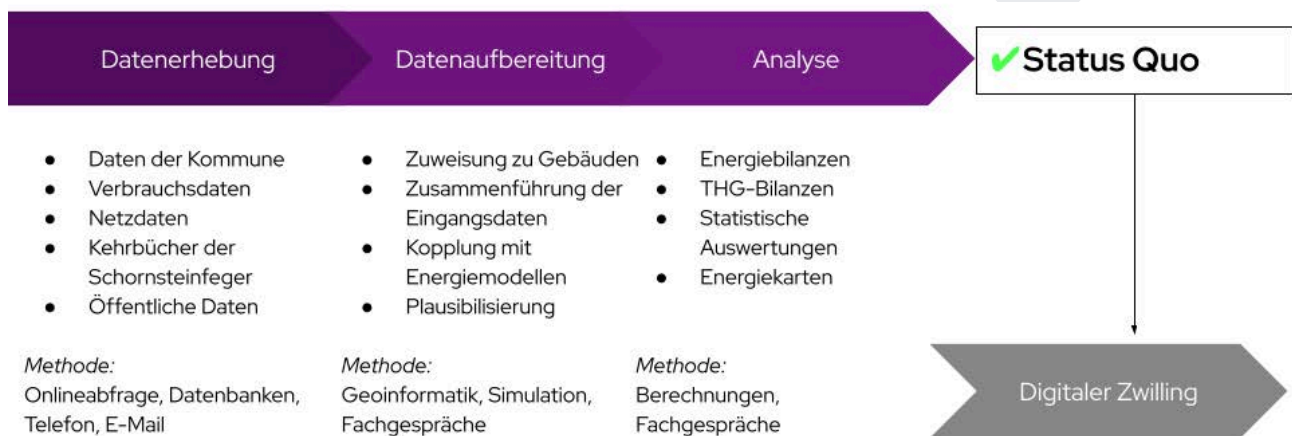 Datenerhebung
Datenaufbereitung
Analyse
✔Status Quo
● Daten der Kommune
● Verbrauchsdaten
● Netzdaten
● Kehrbücher der
Schornsteinfeger
● Öffentliche Daten
Methode:
Onlineabfrage, Datenbanken,
Telefon, E-Mail
● Zuweisung zu Gebäuden
● Zusammenführung der
Eingangsdaten
● Kopplung mit
Energiemodellen
● Plausibilisierung
Methode:
Geoinformatik, Simulation,
Fachgespräche
● Energiebilanzen
● THG-Bilanzen
● Statistische
Auswertungen
● Energiekarten
Methode:
Berechnungen,
Fachgespräche
Digitaler Zwilling